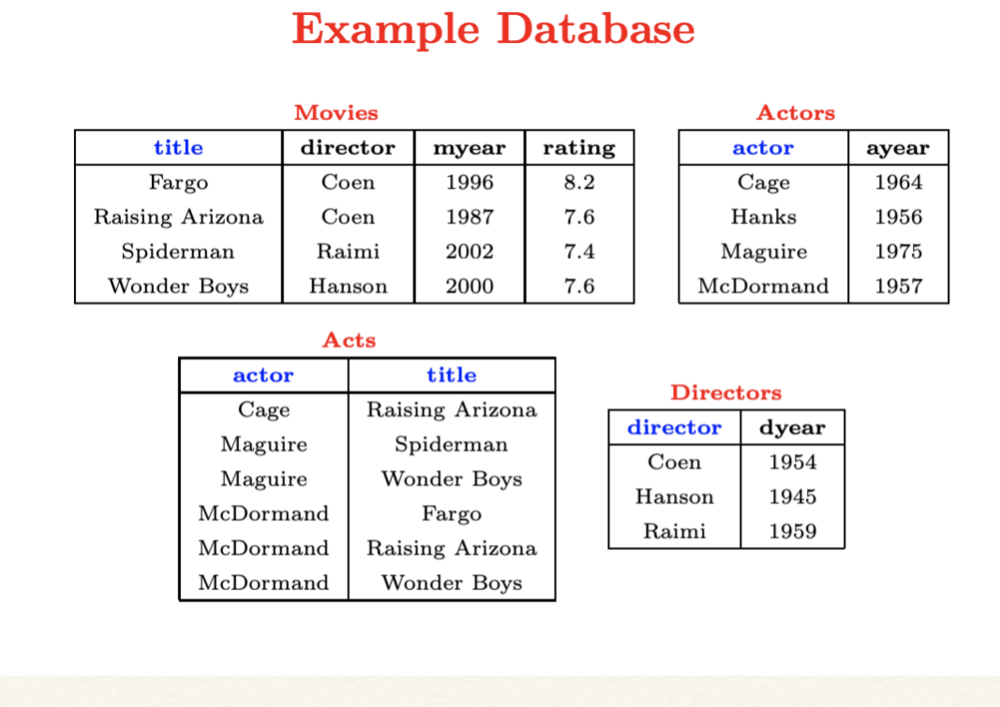 Example Database
Movies
title director myear rating
Fargo Coen 1996 8.2
Raising Arizona Coen 1987 7.6
Spiderman Raimi 2002 7.4
Wonder Boys Hanson 2000 7.6
Actors
actor ayear
Cage 1964
Hanks 1956
Maguire 1975
McDormand 1957
Acts
actor title
Cage Raising Arizona
Maguire Spiderman
Maguire Wonder Boys
McDormand Fargo
McDormand Raising Arizona
McDormand Wonder Boys
Directors
director dyear
Coen 1954
Hanson 1945
Raimi 1959